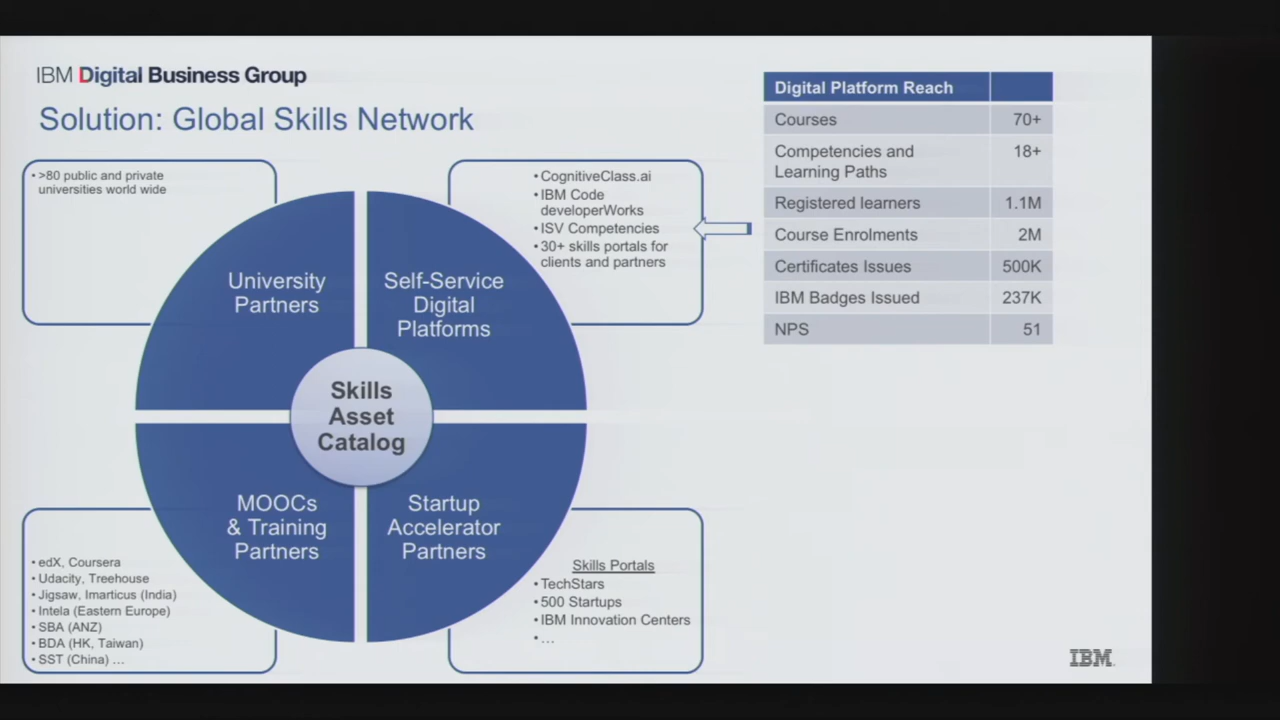 IBM Digital Business Group
Solution: Global Skills Network
• >80 public and private
universities world wide
• CognitiveClass.ai
• IBM Code
developerWorks
• ISV Competencies
• 30+ skills portals for
clients and partners
University
Partners
Self-Service
Digital
Platforms
Skills
Asset
Catalog
MOOCs
& Training
Partners
Startup
Accelerator
Partners
• edX, Coursera
• Udacity, Treehouse
• Jigsaw, Imarticus (India)
• Intela (Eastern Europe)
• SBA (ANZ)
• BDA (HK, Taiwan)
• SST (China) ...
Skills Portals
• TechStars
• 500 Startups
• IBM Innovation Centers
• ...
Digital Platform Reach
Courses 70+
Competencies and 18+
Learning Paths
Registered learners 1.1M
Course Enrolments 2M
Certificates Issues 500K
IBM Badges Issued 237K
NPS 51
IBM